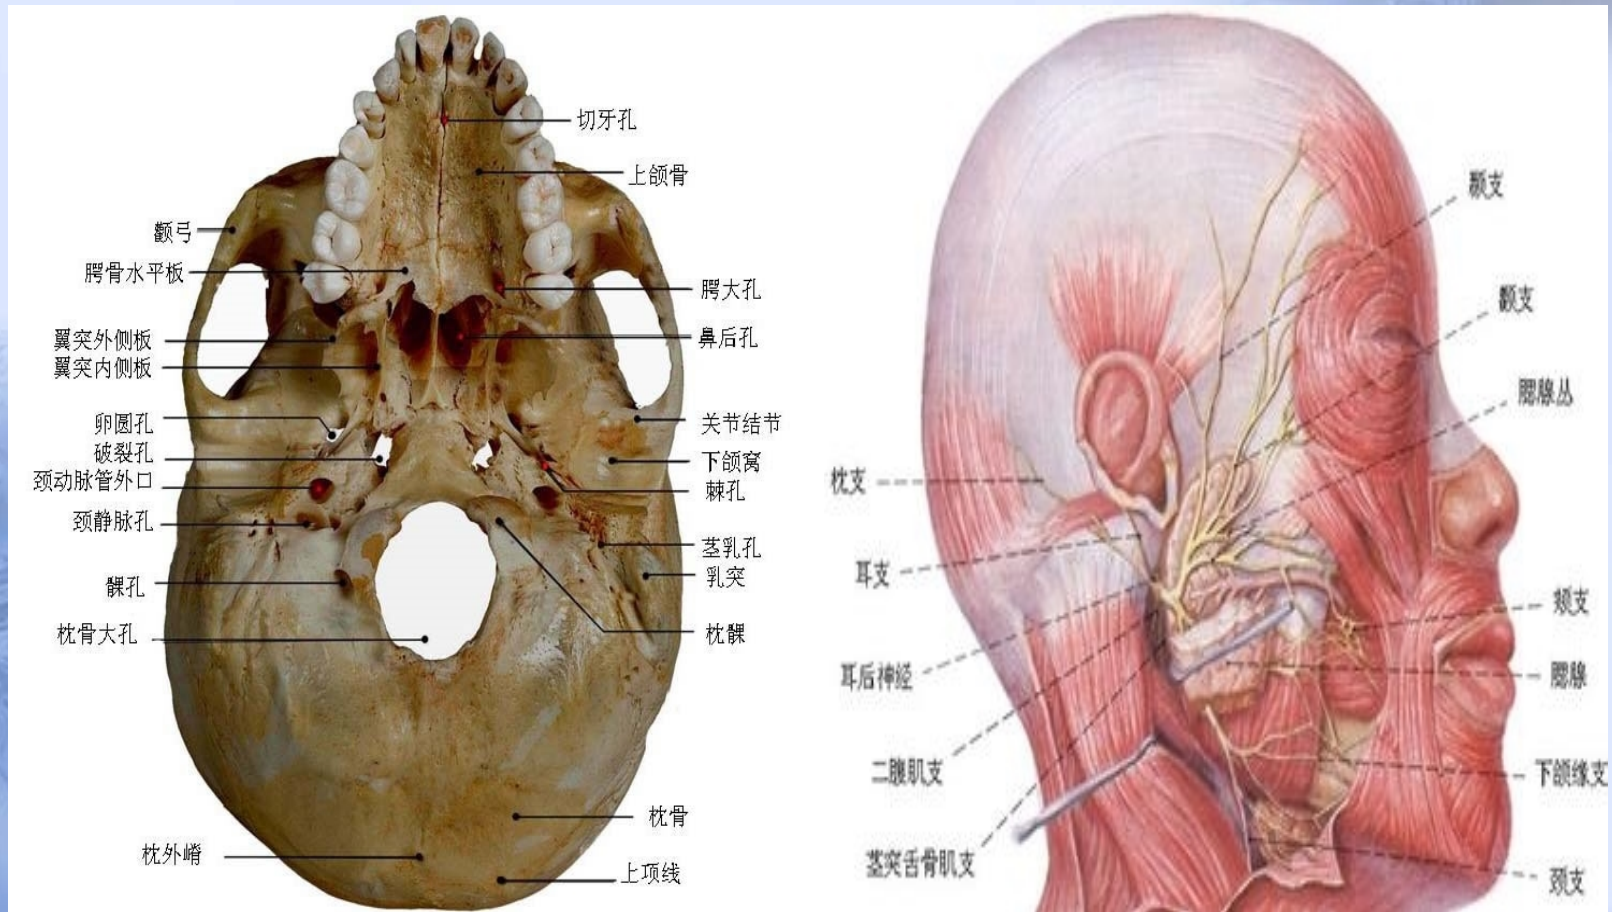 切牙孔
上颌骨
颧弓
腭骨水平板
腭大孔
翼突外侧板
鼻后孔
翼突内侧板
卵圆孔
关节结节
破裂孔
下颌窝
颈动脉管外口
棘孔
颈静脉孔
茎乳孔
乳突
髁孔
枕骨大孔
枕髁
枕骨
枕外嵴
上项线
颞支
颧支
腮腺丛
枕支
耳支
颊支
耳后神经
腮腺
二腹肌支
下颌缘支
茎突舌骨肌支
颈支